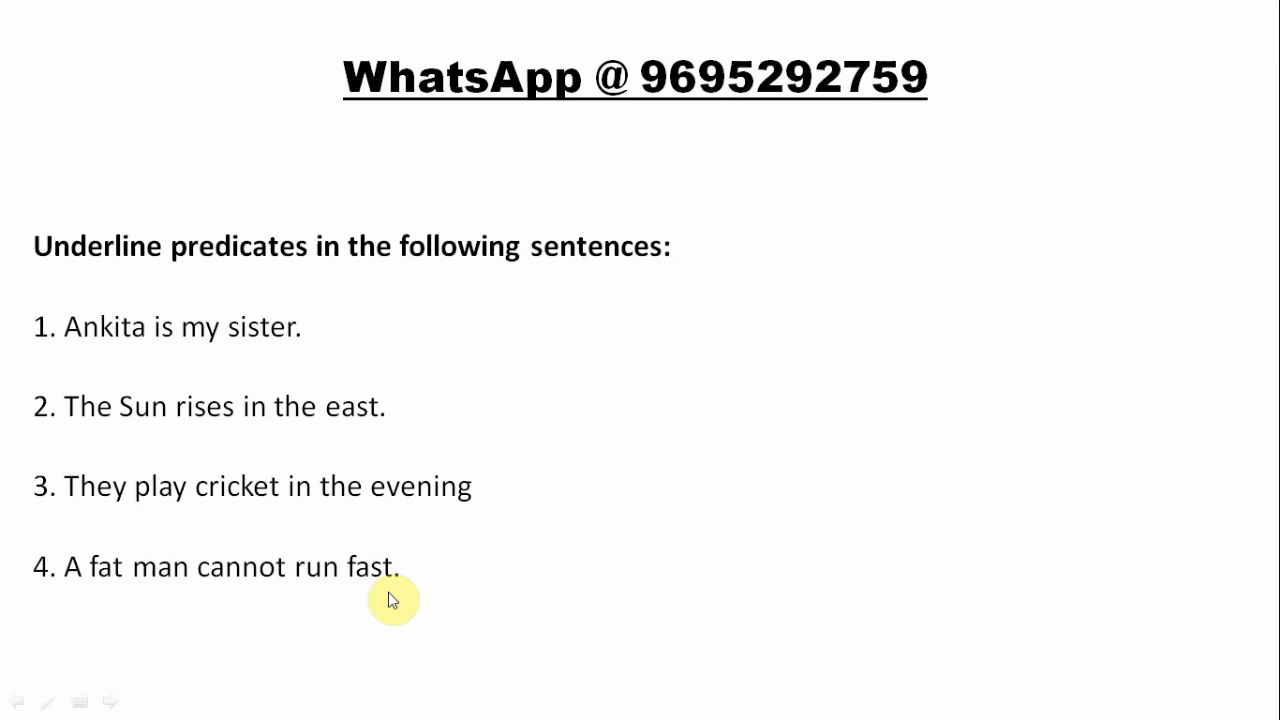 WhatsApp @ 9695292759
Underline predicates in the following sentences:
1. Ankita is my sister.
2. The Sun rises in the east.
3. They play cricket in the evening
4. A fat man cannot run fast.